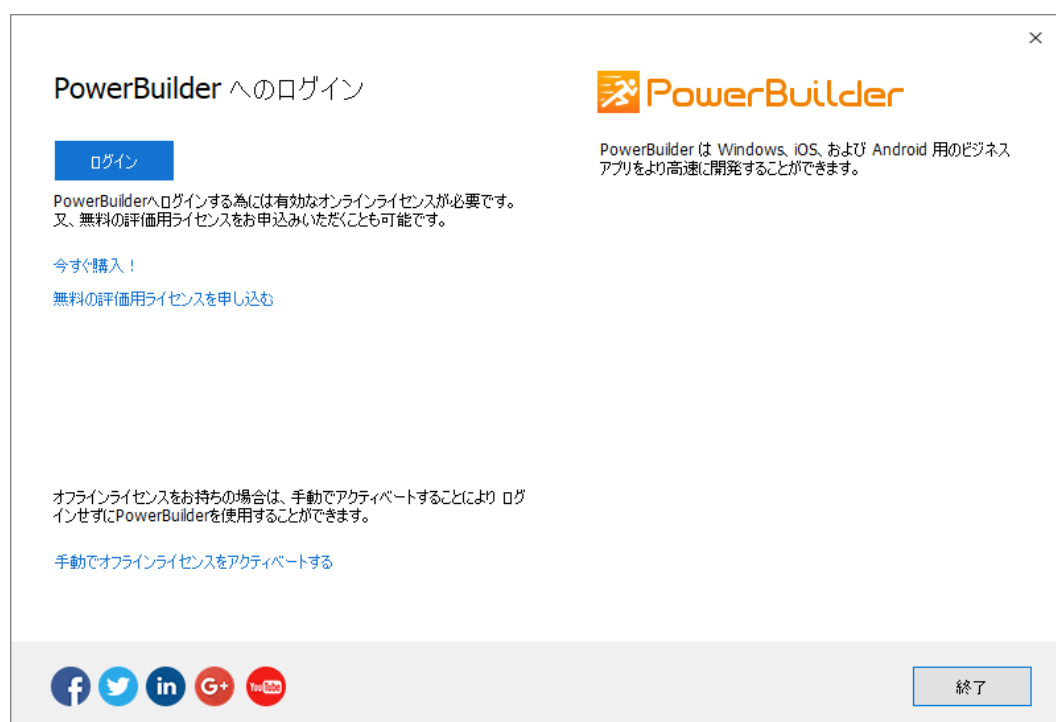 PowerBuilder へのログイン
PowerBuilder
ログイン
PowerBuilder は Windows、iOS、および Android 用のビジネス
アプリをより高速に開発することができます。
PowerBuilderへログインする為には有効なオンラインライセンスが必要です。
又、無料の評価用ライセンスをお申込みいただくことも可能です。
今すぐ購入！
無料の評価用ライセンスを申し込む
オフラインライセンスをお持ちの場合は、手動でアクティベートすることにより ログ
インせずにPowerBuilderを使用することができます。
手動でオフラインライセンスをアクティベートする
f
in
G+
YouTube
終了